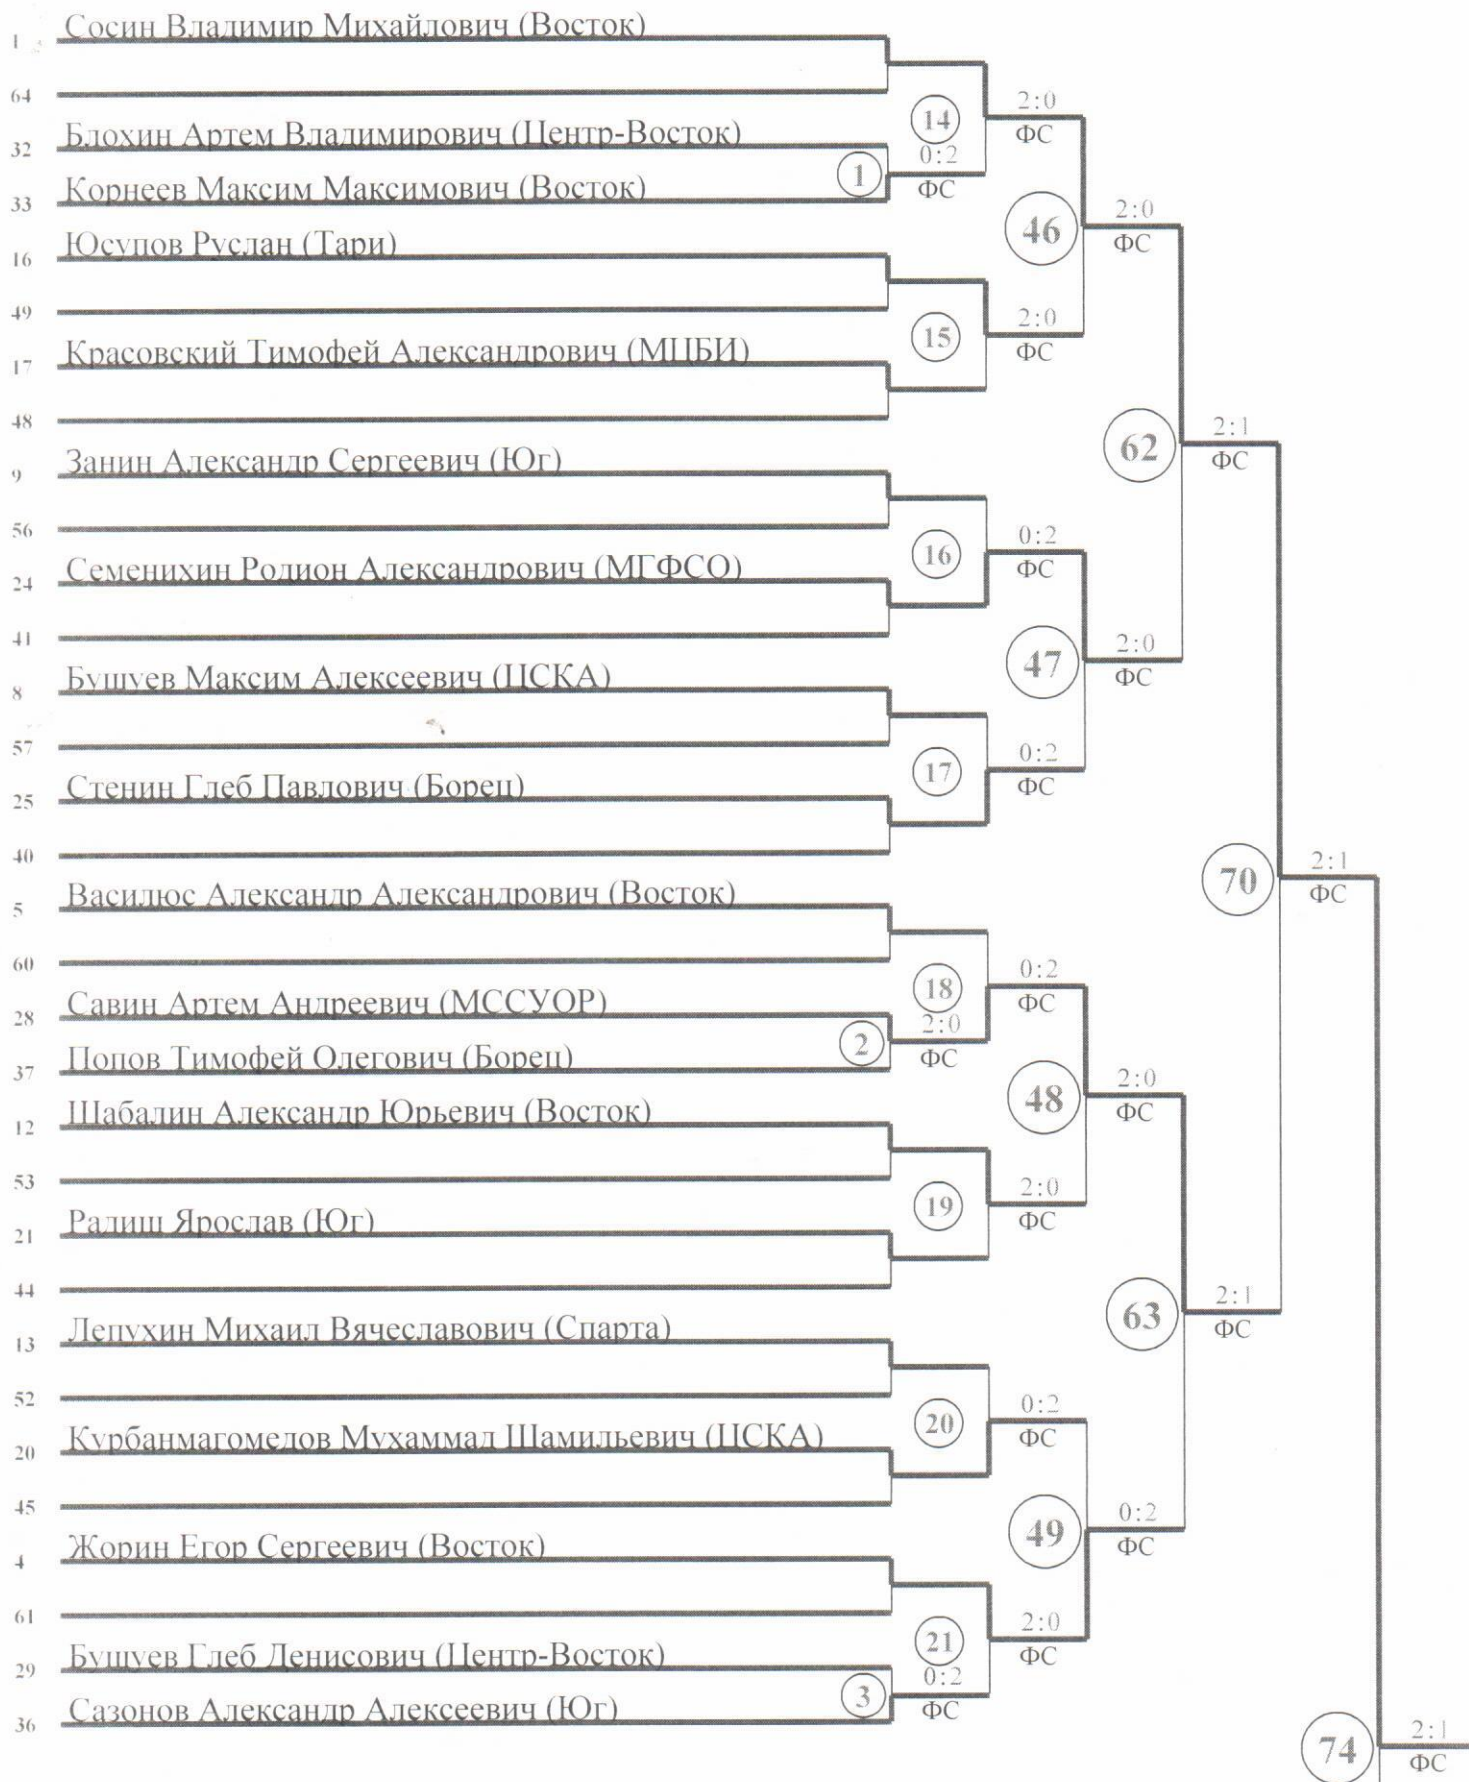 1 Сосин Владимир Михайлович (Восток)
64
14 2:0
ФС
32 Блохин Артем Владимирович (Центр-Восток)
1 0:2
ФС
33 Корнеев Максим Максимович (Восток)
46 2:0
ФС
16 Юсупов Руслан (Тари)
49
15 2:0
ФС
17 Красовский Тимофей Александрович (МЦБИ)
48
62 2:1
ФС
9 Занин Александр Сергеевич (Юг)
56
16 0:2
ФС
24 Семенихин Родион Александрович (МГФСО)
41
47 2:0
ФС
8 Бушуев Максим Алексеевич (ЦСКА)
57
17 0:2
ФС
25 Стенин Глеб Павлович (Борец)
40
70 2:1
ФС
5 Василюс Александр Александрович (Восток)
60
18 0:2
ФС
28 Савин Артем Андреевич (МССУОР)
2 2:0
ФС
37 Попов Тимофей Олегович (Борец)
48 2:0
ФС
12 Шабалин Александр Юрьевич (Восток)
53
19 2:0
ФС
21 Радиш Ярослав (Юг)
44
63 2:1
ФС
13 Лепухин Михаил Вячеславович (Спарта)
52
20 0:2
ФС
20 Курбанмагомедов Мухаммад Шамильевич (ЦСКА)
45
49 0:2
ФС
4 Жорин Егор Сергеевич (Восток)
61
21 2:0
ФС
29 Бушуев Глеб Денисович (Центр-Восток)
3 0:2
ФС
36 Сазонов Александр Алексеевич (Юг)
74 2:1
ФС